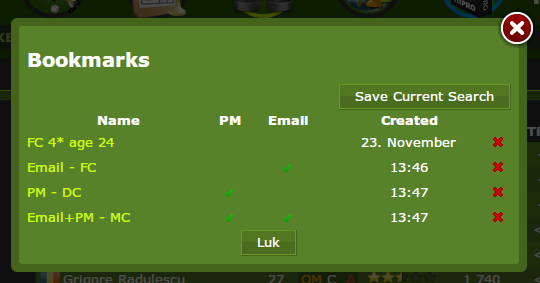 Bookmarks
Save Current Search
Name PM Email Created
FC 4* age 24 23. November
Email - FC 13:46
PM - DC 13:47
Email+PM - MC 13:47
Luk
Grigore Radulescu 27 OM C A 1.740